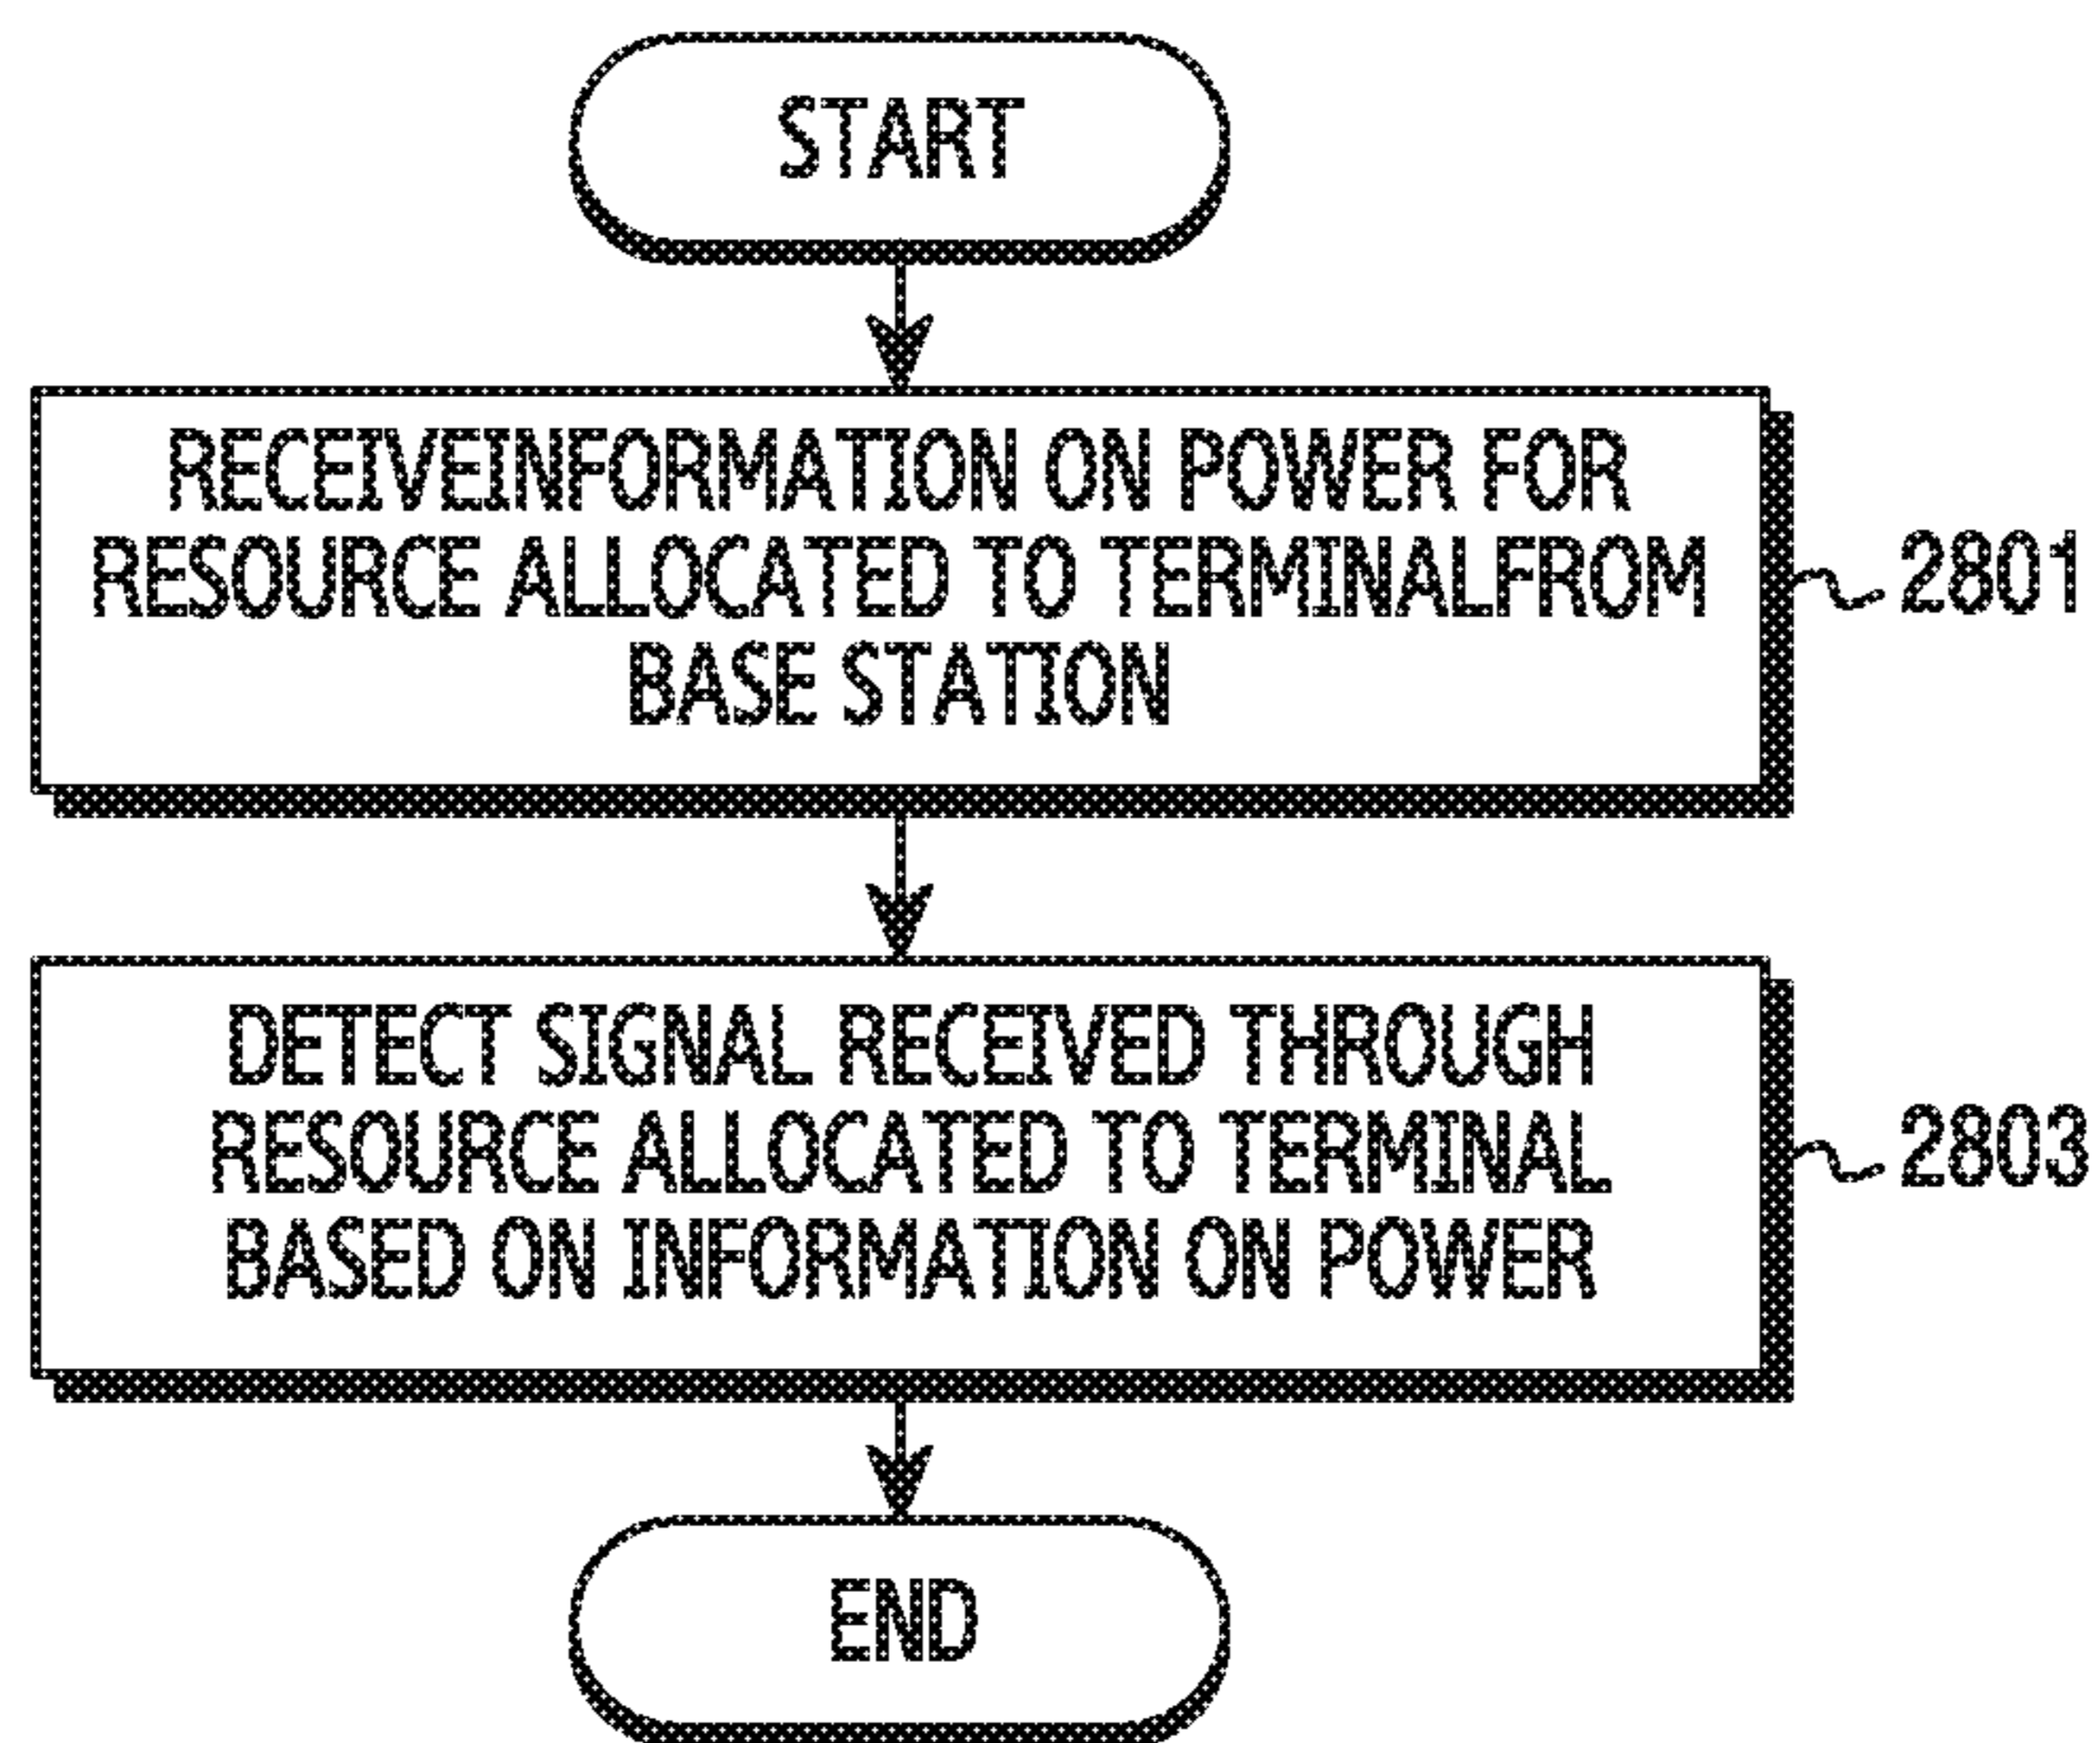 START
RECEIVEINFORMATION ON POWER FOR
RESOURCE ALLOCATED TO TERMINALFROM
BASE STATION
2801
DETECT SIGNAL RECEIVED THROUGH
RESOURCE ALLOCATED TO TERMINAL
BASED ON INFORMATION ON POWER
2803
END